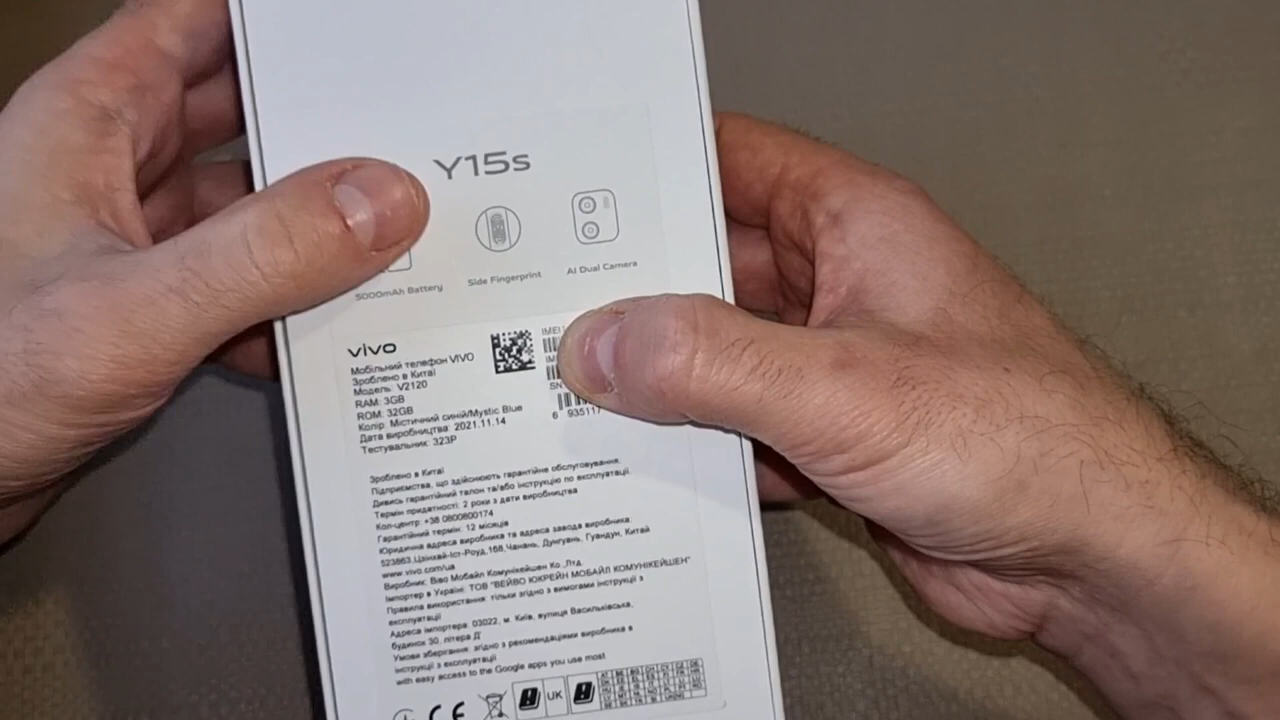 Y15s
5000mAh Battery
Side Fingerprint
AI Dual Camera
vivo
Мобільний телефон VIVO
Зроблено в Китаї
Модель: V2120
RAM: 3GB
ROM: 32GB
Колір: Містичний синій/Mystic Blue
Дата виробництва: 2021.11.14
Тестувальник: 323P
IMEI
SN
6 93511
Зроблено в Китаї
Підприємства, що здійснюють гарантійне обслуговування:
Дивись гарантійний талон та/або інструкцію по експлуатації.
Термін придатності: 2 роки з дати виробництва
Кол-центр: +38 0800800174
Гарантійний термін: 12 місяців
Юридична адреса виробника та адреса завода виробника:
523863,Цзінхай-Іст-Роуд,168,Чанань, Дунгуань, Гуандун, Китай
www.vivo.com/ua
Виробник: Віво Мобайл Комунікейшен Ко.,Лтд.
Імпортер в Україні: ТОВ "ВЕЙВО ЮКРЕЙН МОБАЙЛ КОМУНІКЕЙШЕН"
Правила використання: тільки згідно з вимогами інструкції з
експлуатації
Адреса імпортера: 03022, м. Київ, вулиця Васильківська,
будинок 30, літера Д'
Умови зберігання: згідно з рекомендаціями виробника в
інструкції з експлуатації
with easy access to the Google apps you use most
CE
UK